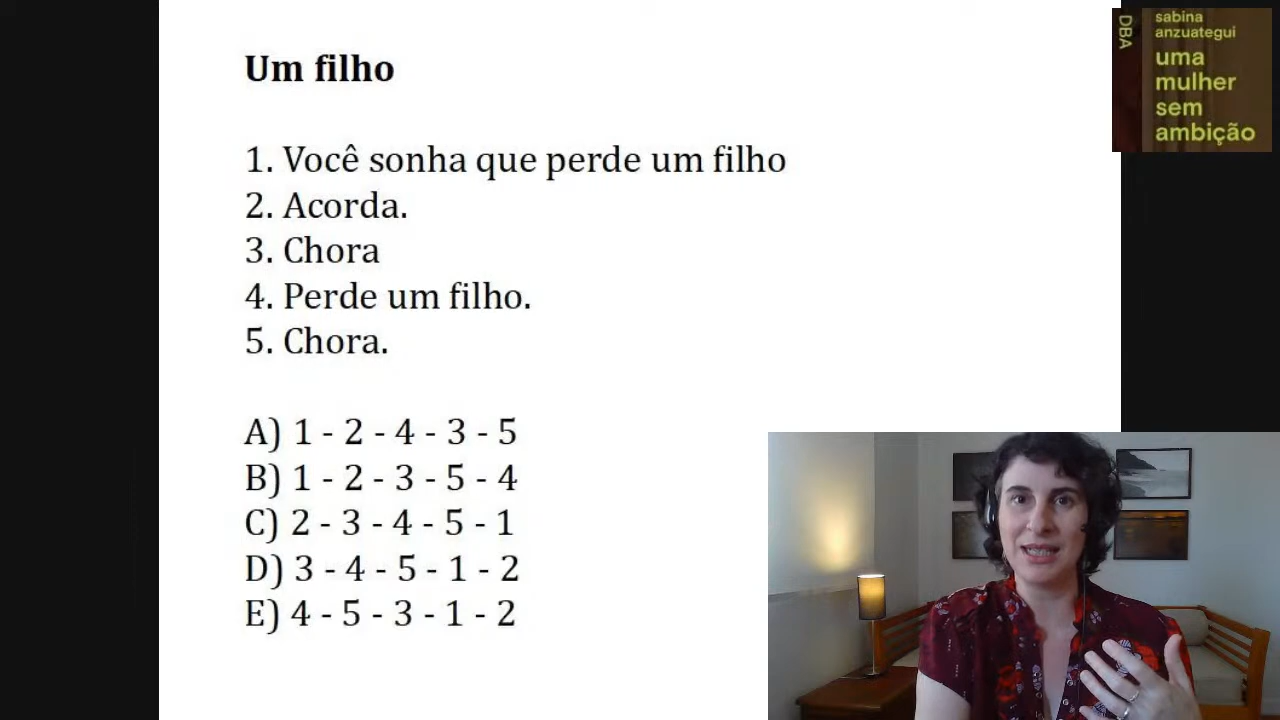 Um filho
1. Você sonha que perde um filho
2. Acorda.
3. Chora
4. Perde um filho.
5. Chora.
A) 1 - 2 - 4 - 3 - 5
B) 1 - 2 - 3 - 5 - 4
C) 2 - 3 - 4 - 5 - 1
D) 3 - 4 - 5 - 1 - 2
E) 4 - 5 - 3 - 1 - 2
DBA
sabina
anzuategui
uma
mulher
sem
ambição